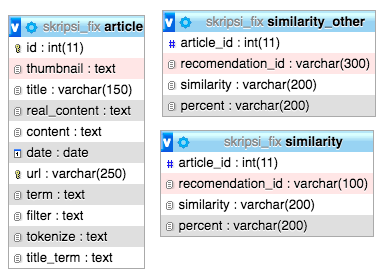 skripsi_fix article
id : int(11)
thumbnail : text
title : varchar(150)
real_content : text
content : text
date : date
url : varchar(250)
term : text
filter : text
tokenize : text
title_term : text
skripsi_fix similarity_other
article_id : int(11)
recomendation_id : varchar(300)
similarity : varchar(200)
percent : varchar(200)
skripsi_fix similarity
article_id : int(11)
recomendation_id : varchar(100)
similarity : varchar(200)
percent : varchar(200)